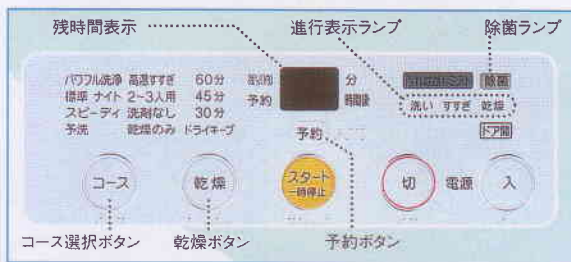 残時間表示 進行表示ランプ 除菌ランプ
パワフル洗浄 高温すすぎ 60分 分 除菌
標準 ナイト 2~3人用 45分 予約 時間後
スピーディ 洗剤なし 30分 洗い すすぎ 乾燥
予洗 乾燥のみ ドライキープ
予約 ドア開
コース 乾燥 スタート 一時停止 切 電源 入
コース選択ボタン 乾燥ボタン 予約ボタン